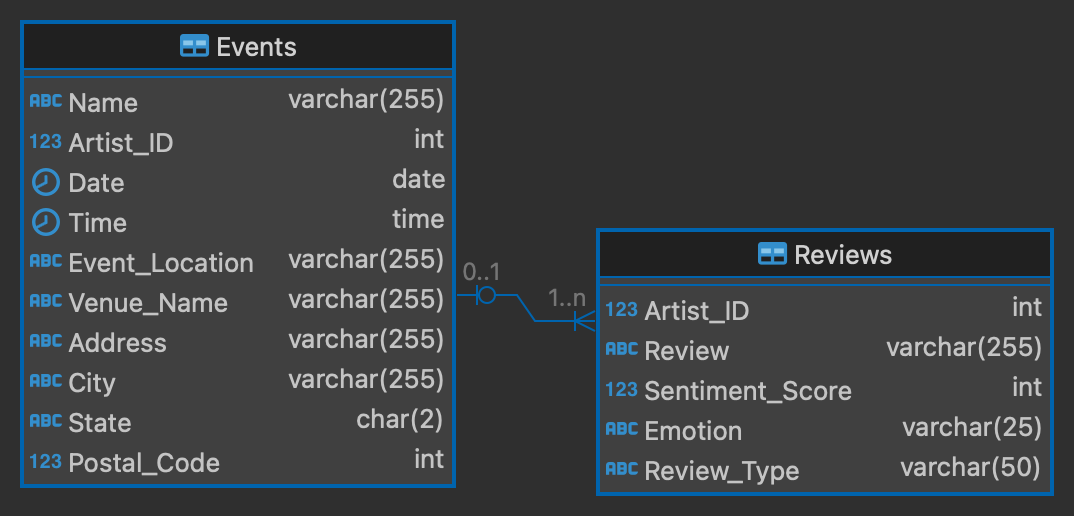 Events
ABC Name varchar(255)
123 Artist_ID int
Date date
Time time
ABC Event_Location varchar(255)
ABC Venue_Name varchar(255)
ABC Address varchar(255)
ABC City varchar(255)
ABC State char(2)
123 Postal_Code int
0..1
1..n
Reviews
123 Artist_ID int
ABC Review varchar(255)
123 Sentiment_Score int
ABC Emotion varchar(25)
ABC Review_Type varchar(50)